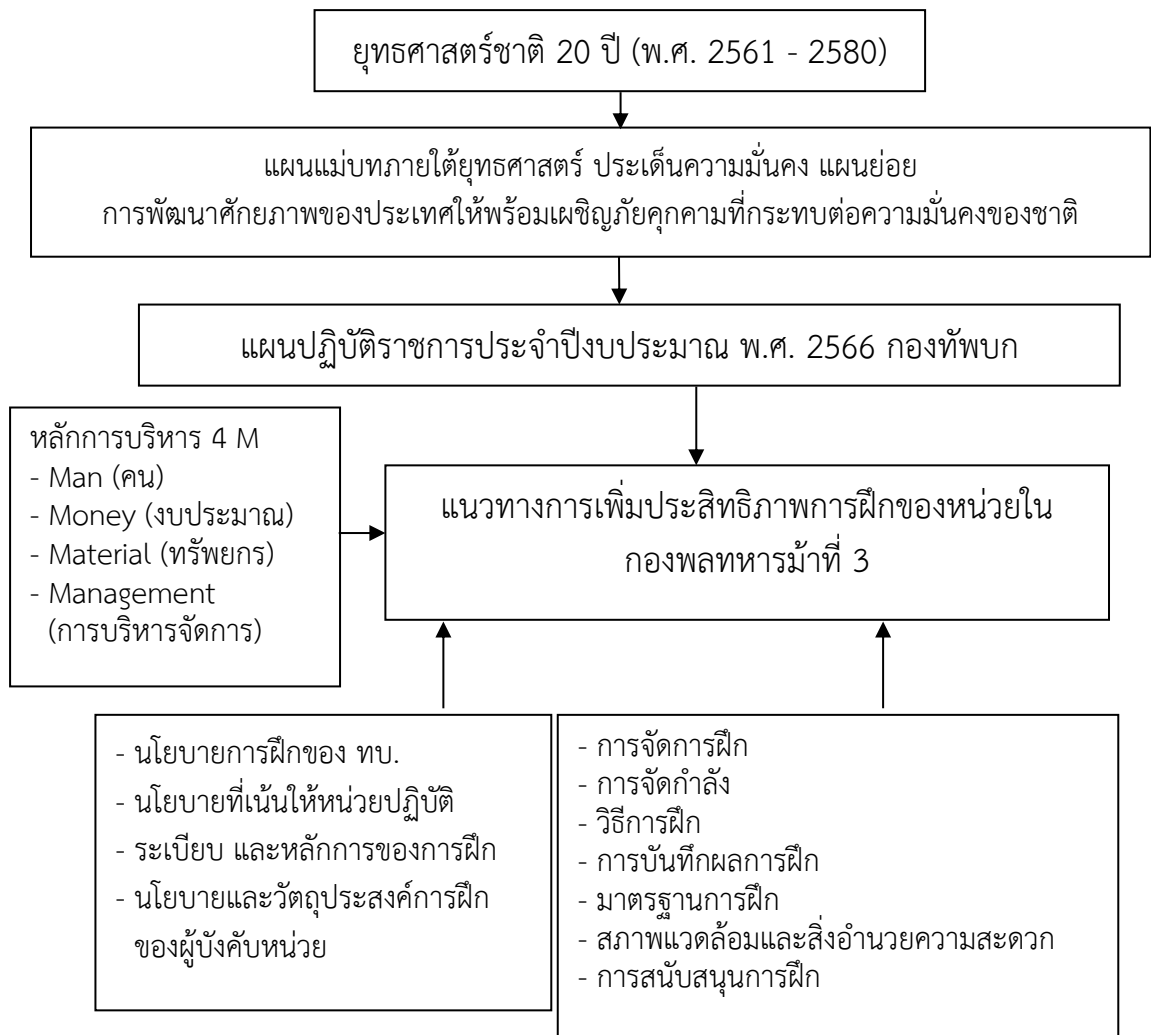 ยุทธศาสตร์ชาติ 20 ปี (พ.ศ. 2561 - 2580)
แผนแม่บทภายใต้ยุทธศาสตร์ ประเด็นความมั่นคง แผนย่อย
การพัฒนาศักยภาพของประเทศให้พร้อมเผชิญภัยคุกคามที่กระทบต่อความมั่นคงของชาติ
แผนปฏิบัติราชการประจำปีงบประมาณ พ.ศ. 2566 กองทัพบก
หลักการบริหาร 4 M
- Man (คน)
- Money (งบประมาณ)
- Material (ทรัพยกร)
- Management
(การบริหารจัดการ)
แนวทางการเพิ่มประสิทธิภาพการฝึกของหน่วยใน
กองพลทหารม้าที่ 3
- นโยบายการฝึกของ ทบ.
- นโยบายที่เน้นให้หน่วยปฏิบัติ
- ระเบียบ และหลักการของการฝึก
- นโยบายและวัตถุประสงค์การฝึก
ของผู้บังคับหน่วย
- การจัดการฝึก
- การจัดกำลัง
- วิธีการฝึก
- การบันทึกผลการฝึก
- มาตรฐานการฝึก
- สภาพแวดล้อมและสิ่งอำนวยความสะดวก
- การสนับสนุนการฝึก